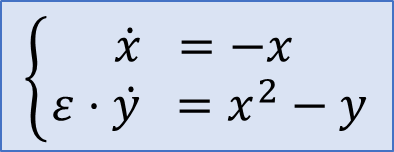 ẋ = −x
ε · ẏ = x² − y